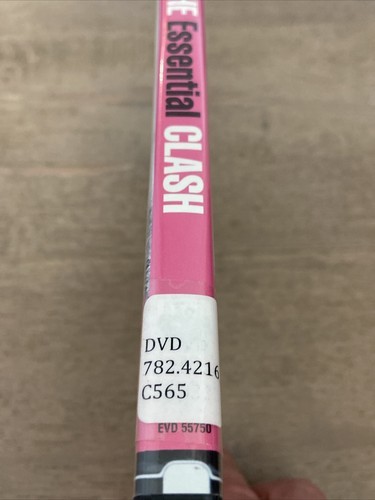 Essential CLASH
DVD
782.4216
C565
EVD 55750